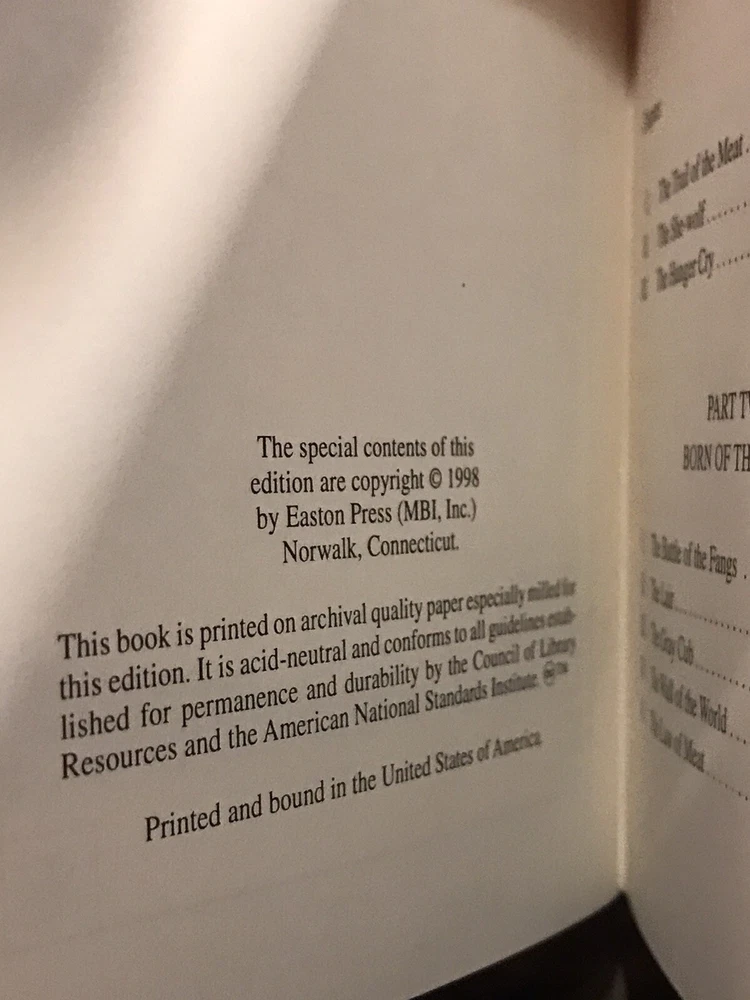 The special contents of this
edition are copyright © 1998
by Easton Press (MBI, Inc.)
Norwalk, Connecticut.
This book is printed on archival quality paper especially milled for
this edition. It is acid-neutral and conforms to all guidelines estab-
lished for permanence and durability by the Council of Library
Resources and the American National Standards Institute.
Printed and bound in the United States of America.
The Trail of the Meat .
The She-wolf ......
The Hunger Cry .....
PART
BORN OF
The Battle of the Fangs .
The Lair ..........
The Gray Cub ........
The Wall of the World ...
The Law of Meat ......